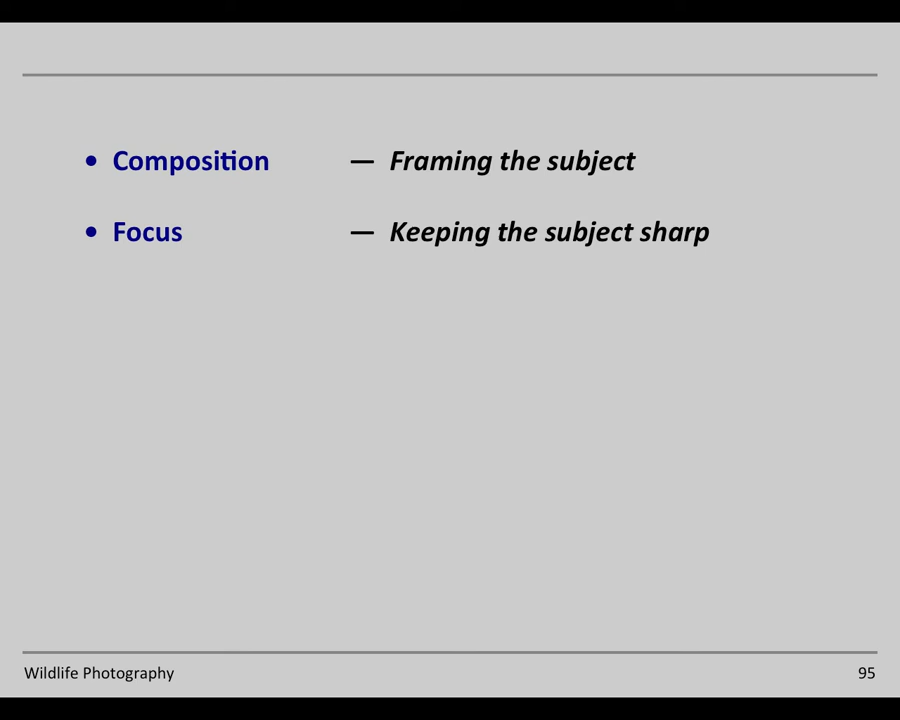 • Composition — Framing the subject
• Focus — Keeping the subject sharp
Wildlife Photography 95